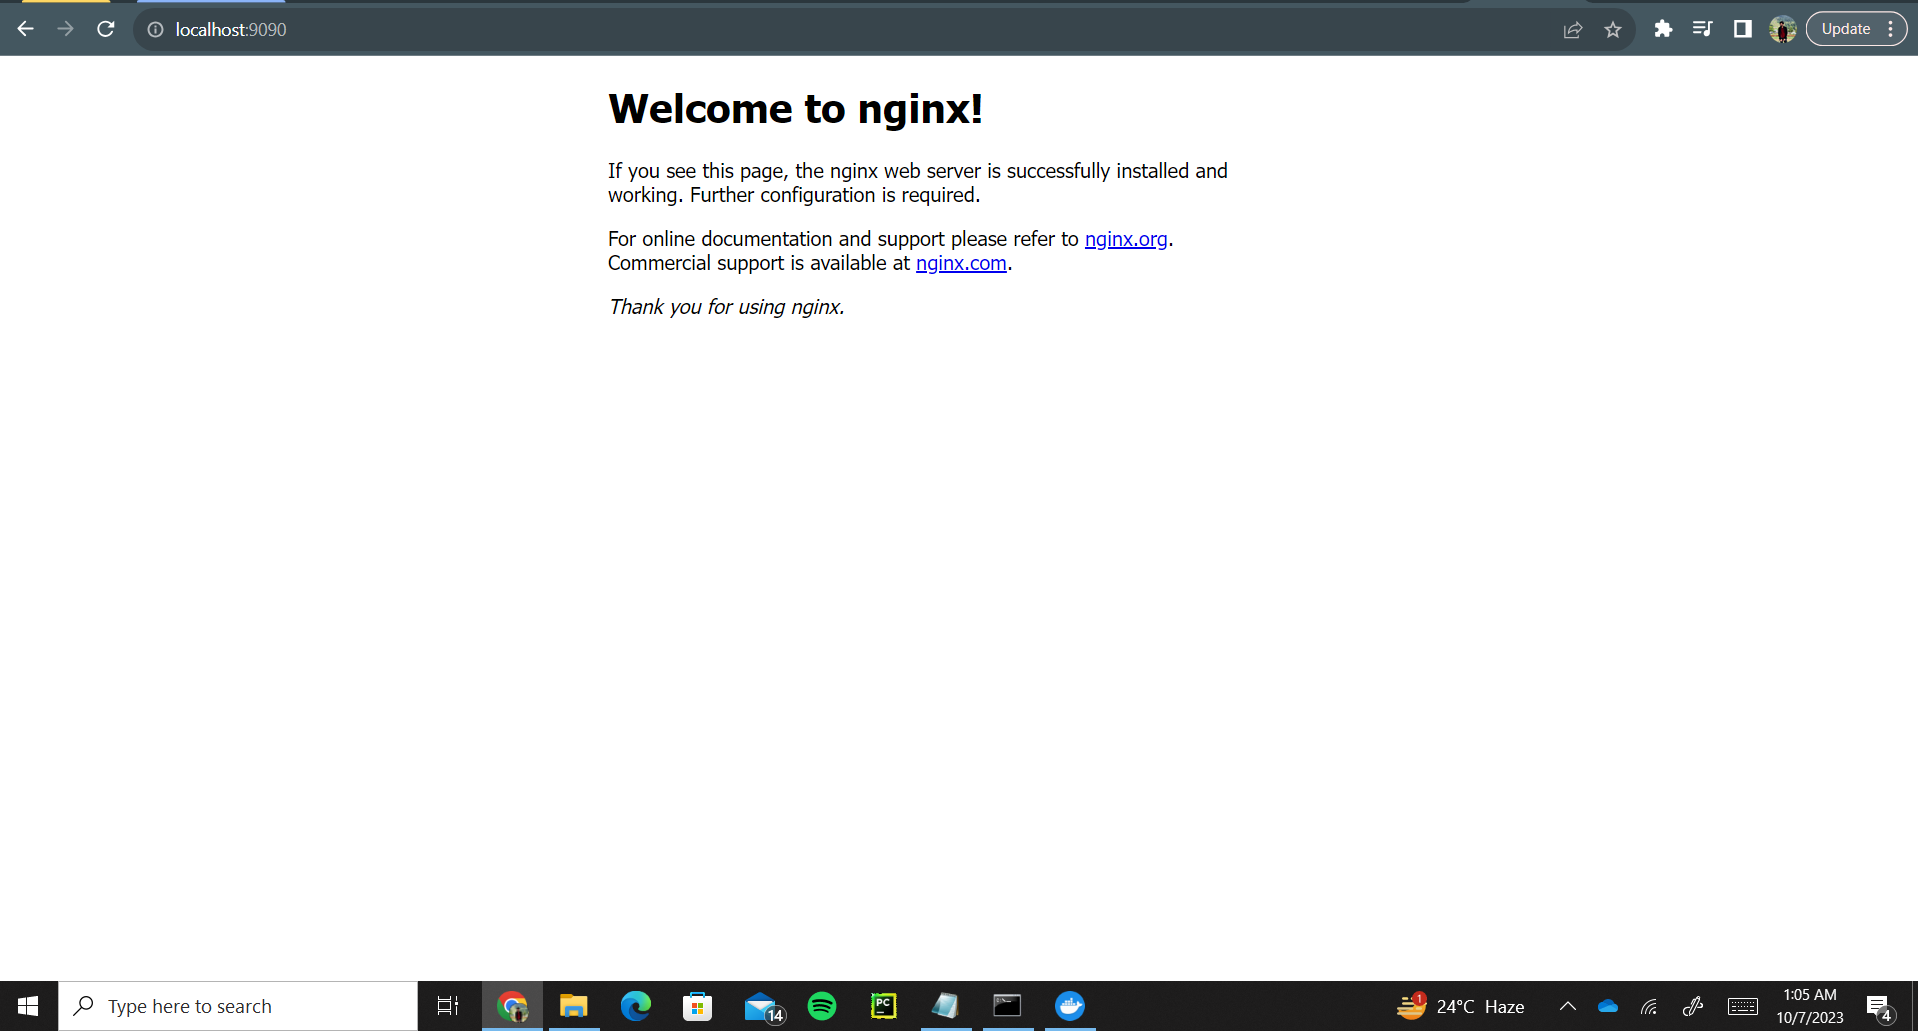 localhost:9090
Update
Welcome to nginx!
If you see this page, the nginx web server is successfully installed and
working. Further configuration is required.
For online documentation and support please refer to nginx.org.
Commercial support is available at nginx.com.
Thank you for using nginx.
Type here to search
14
PC
1
24°C Haze
1:05 AM
10/7/2023
4